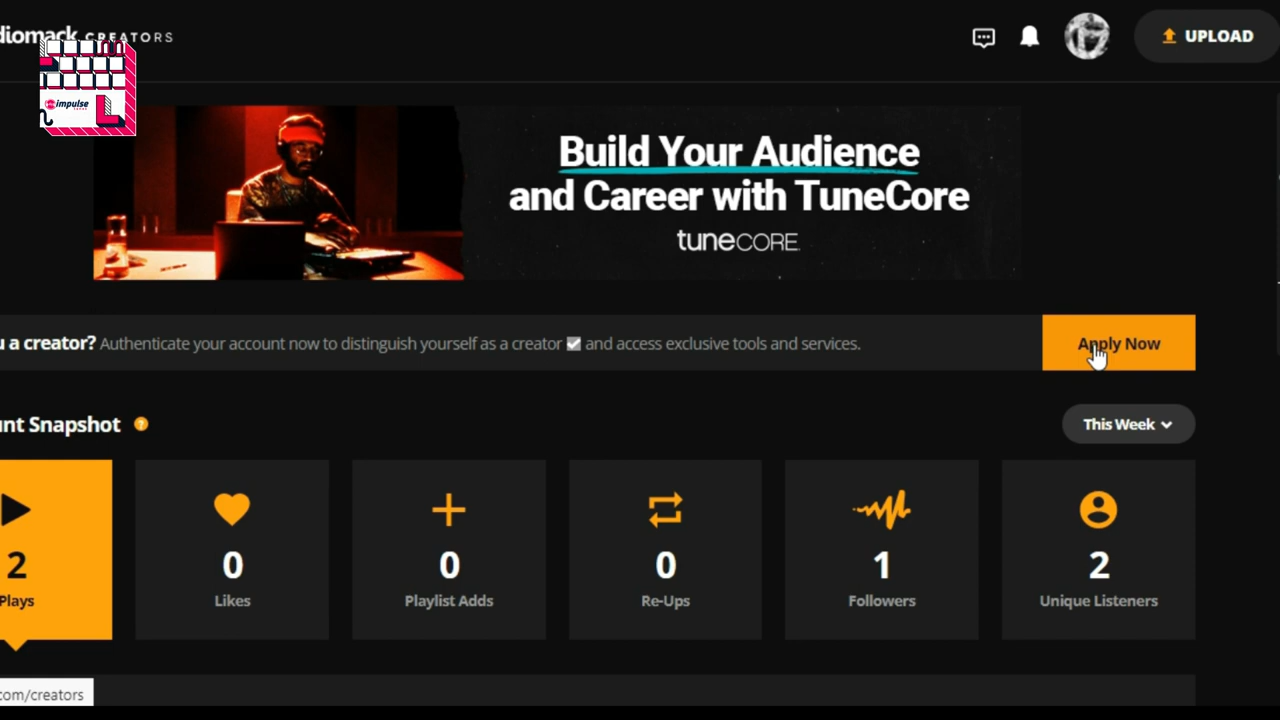 diomack CREATORS
UPLOAD
impulse
Build Your Audience
and Career with TuneCore
tunecore
u a creator? Authenticate your account now to distinguish yourself as a creator and access exclusive tools and services.
Apply Now
nt Snapshot ?
This Week
2
Plays
0
Likes
0
Playlist Adds
0
Re-Ups
1
Followers
2
Unique Listeners
com/creators